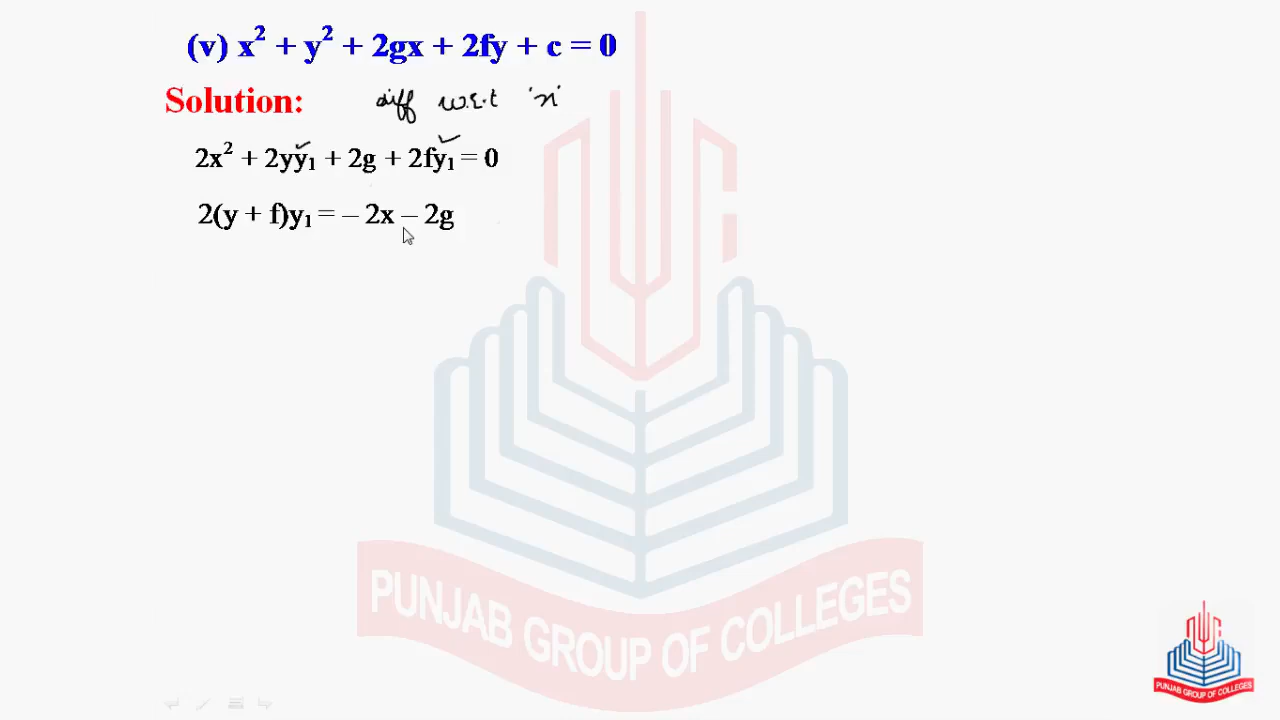 (v) x² + y² + 2gx + 2fy + c = 0
Solution: diff w.r.t 'x'
2x² + 2yy₁ + 2g + 2fy₁ = 0
2(y + f)y₁ = – 2x – 2g
PUNJAB GROUP OF COLLEGES
PUNJAB GROUP OF COLLEGES